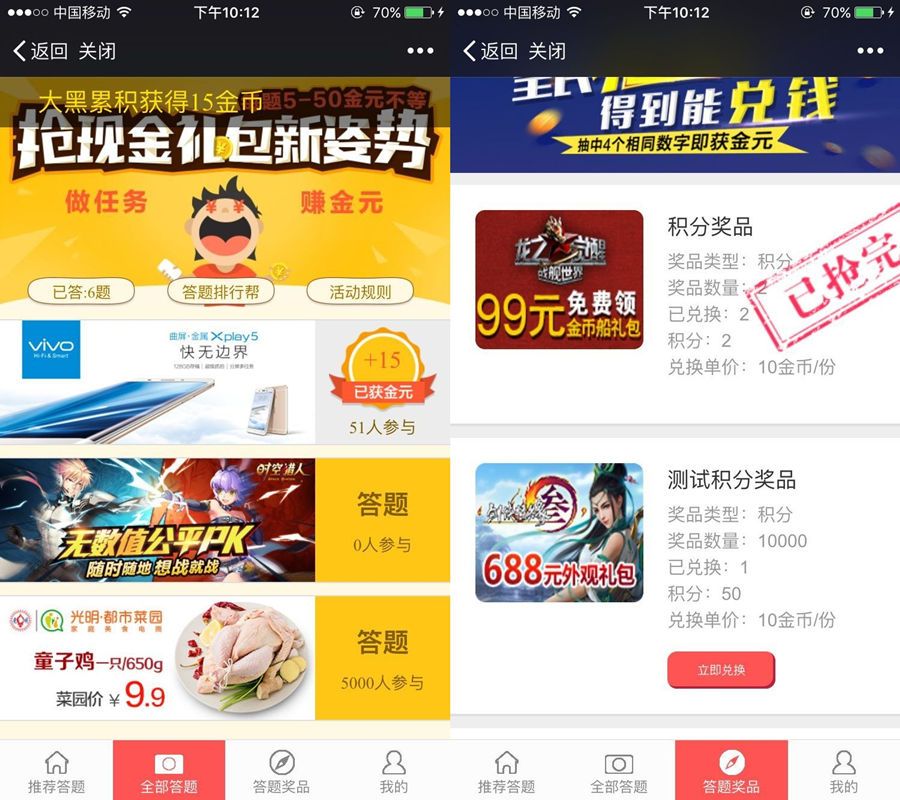 中国移动
下午10:12
70%
返回 关闭
大黑累积获得15金币
题5-50金元不等
抢现金礼包新姿势
做任务
赚金元
已答:6题
答题排行帮
活动规则
vivo
Hi-Fi & Smart
曲屏·金属 Xplay5
快无边界
+15
已获金元
51人参与
时空猎人
无数值公平PK
随时随地 想战就战
答题
0人参与
光明·都市菜园
家庭美食电商
童子鸡一只/650g
菜园价 ¥ 9.9
答题
5000人参与
推荐答题
全部答题
答题奖品
我的
中国移动
下午10:12
70%
返回 关闭
得到能兑钱
抽中4个相同数字即获金元
龙之觉醒
战舰世界
99元免费领
金币船礼包
积分奖品
奖品类型：积分
奖品数量：2
已兑换：2
积分：2
兑换单价：10金币/份
已抢完
叁
688元外观礼包
测试积分奖品
奖品类型：积分
奖品数量：10000
已兑换：1
积分：50
兑换单价：10金币/份
立即兑换
推荐答题
全部答题
答题奖品
我的